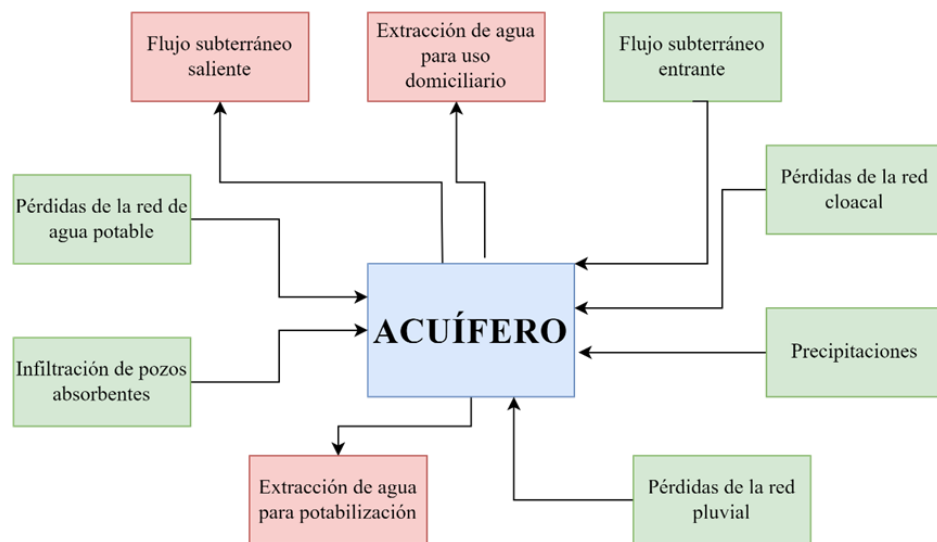 Flujo subterráneo
saliente
Extracción de agua
para uso
domiciliario
Flujo subterráneo
entrante
Pérdidas de la red de
agua potable
Pérdidas de la red
cloacal
ACUÍFERO
Infiltración de pozos
absorbentes
Precipitaciones
Extracción de agua
para potabilización
Pérdidas de la red
pluvial